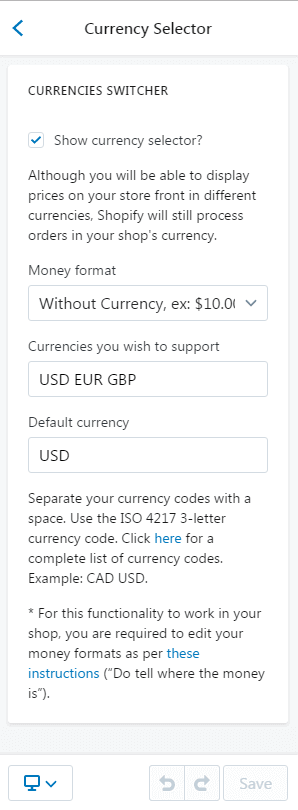 Currency Selector
CURRENCIES SWITCHER
Show currency selector?
Although you will be able to display
prices on your store front in different
currencies, Shopify will still process
orders in your shop's currency.
Money format
Without Currency, ex: $10.0(
Currencies you wish to support
USD EUR GBP
Default currency
USD
Separate your currency codes with a
space. Use the ISO 4217 3-letter
currency code. Click here for a
complete list of currency codes.
Example: CAD USD.
* For this functionality to work in your
shop, you are required to edit your
money formats as per these
instructions (“Do tell where the money
is”).
Save